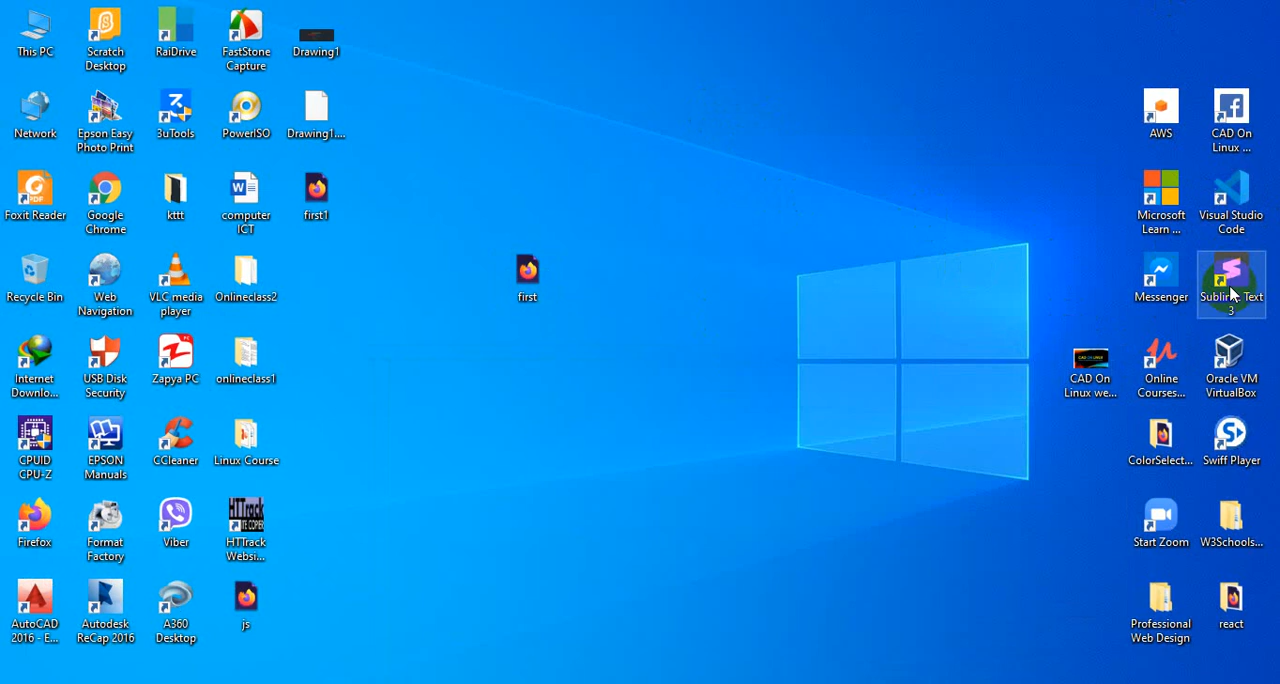 This PC
Scratch
Desktop
RaiDrive
FastStone
Capture
Drawing1
Network
Epson Easy
Photo Print
3uTools
PowerISO
Drawing1....
AWS
CAD On
Linux ...
Foxit Reader
Google
Chrome
kttt
computer
ICT
first1
Microsoft
Learn ...
Visual Studio
Code
Recycle Bin
Web
Navigation
VLC media
player
Onlineclass2
first
Messenger
Sublime Text
3
Internet
Downlo...
USB Disk
Security
Zapya PC
onlineclass1
CAD On
Linux we...
Online
Courses...
Oracle VM
VirtualBox
CPUID
CPU-Z
EPSON
Manuals
CCleaner
Linux Course
ColorSelect...
Swiff Player
Firefox
Format
Factory
Viber
HTTrack
Websi...
Start Zoom
W3Schools...
AutoCAD
2016 - E...
Autodesk
ReCap 2016
A360
Desktop
js
Professional
Web Design
react